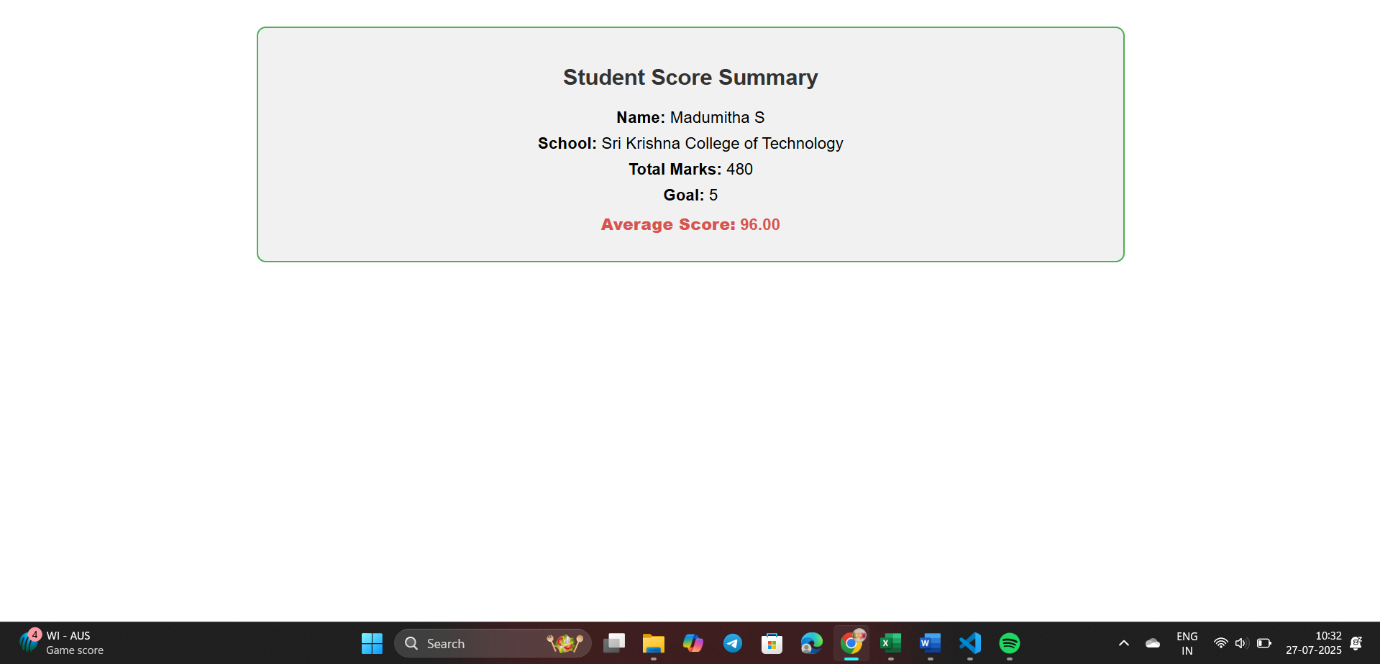 Student Score Summary
Name: Madumitha S
School: Sri Krishna College of Technology
Total Marks: 480
Goal: 5
Average Score: 96.00
4
WI - AUS
Game score
Search
ENG
IN
10:32
27-07-2025